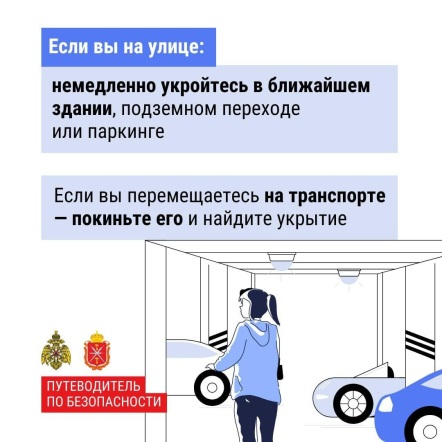 Если вы на улице:
немедленно укройтесь в ближайшем
здании, подземном переходе
или паркинге
Если вы перемещаетесь на транспорте
— покиньте его и найдите укрытие
ПУТЕВОДИТЕЛЬ
ПО БЕЗОПАСНОСТИ